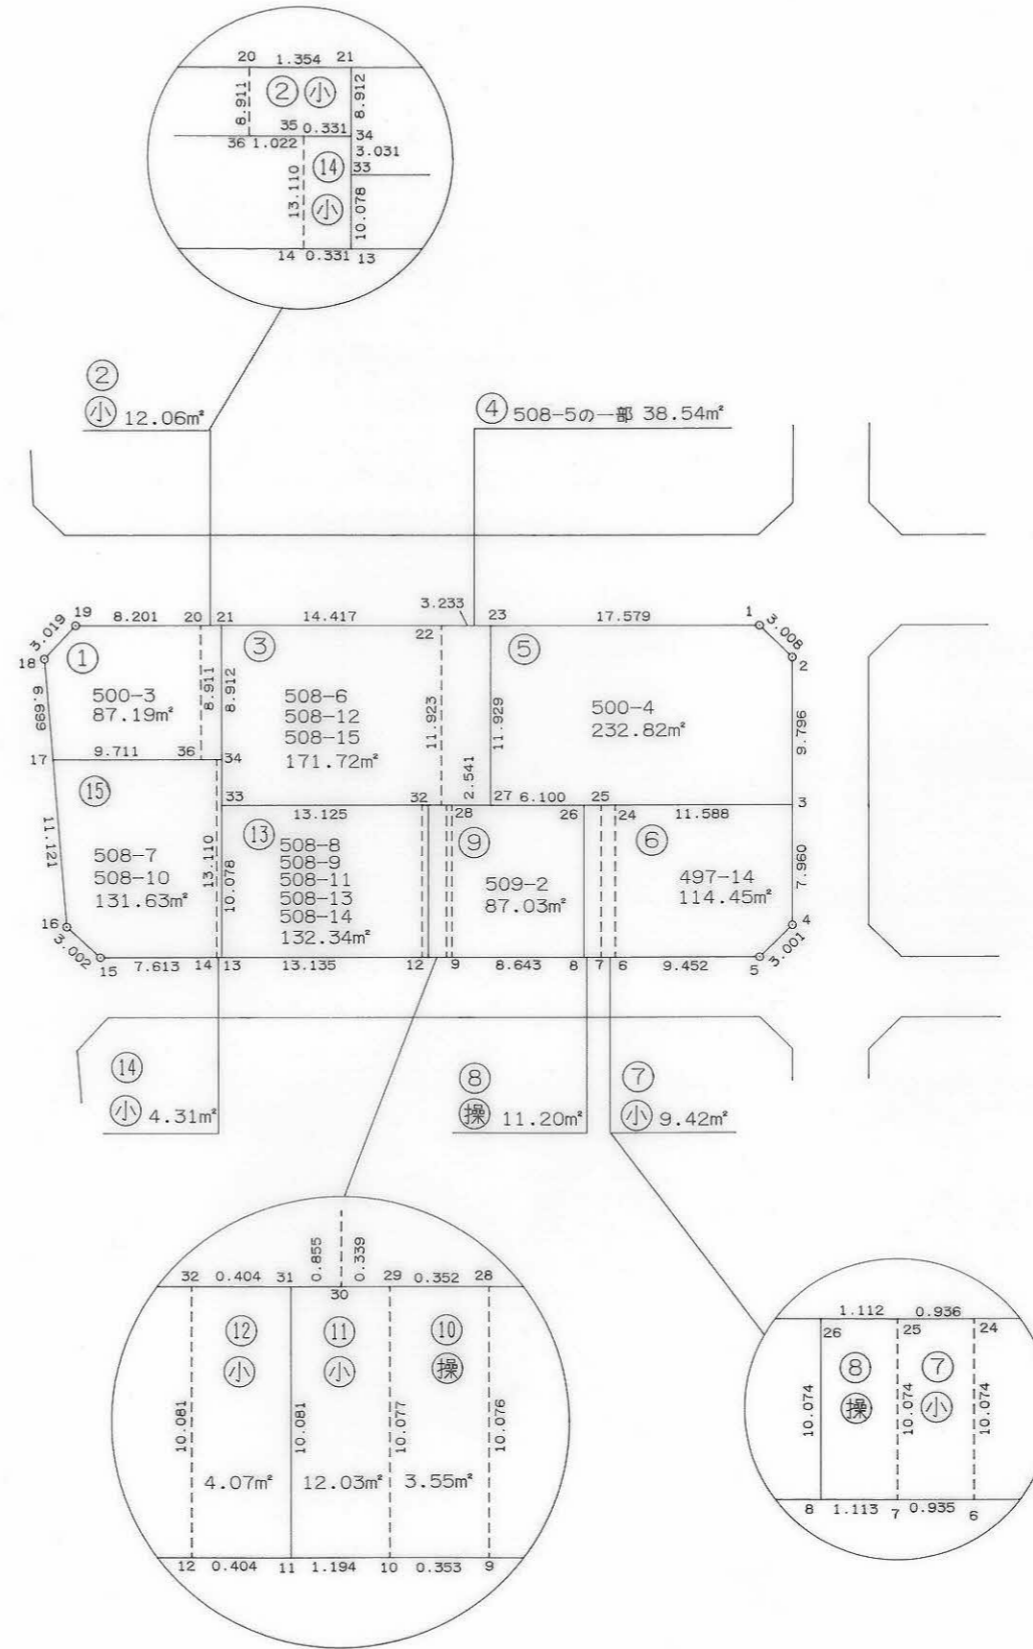 20 1.354 21
8.911
② 小
8.912
35 0.331 34
36 1.022
3.031
33
13.110
⑭
小
10.078
14 0.331 13
②
小 12.06㎡
④ 508-5の一部 38.54㎡
19 8.201 20 21 14.417 3.233 23 17.579 1
3.019
3.008
18 ① 22 2
③
⑤
500-3
87.19㎡
8.911
8.912
508-6
508-12
508-15
171.72㎡
11.923
11.929
500-4
232.82㎡
9.796
6.699
17 9.711 36 34
2.541
⑮
33 13.125 32 28 27 6.100 26 25 24 11.588 3
11.121
508-7
508-10
131.63㎡
13.110
10.078
⑬
508-8
508-9
508-11
508-13
508-14
132.34㎡
⑨
509-2
87.03㎡
⑥
497-14
114.45㎡
7.960
16 4
3.002
3.001
15 7.613 14 13 13.135 12 9 8.643 8 7 6 9.452 5
⑭
小 4.31㎡
⑧
操 11.20㎡
⑦
小 9.42㎡
0.855
0.339
32 0.404 31 29 0.352 28
30
⑫ ⑪ ⑩
小 小 操
10.081
10.081
10.077
10.076
4.07㎡ 12.03㎡ 3.55㎡
12 0.404 11 1.194 10 0.353 9
1.112 0.936
26 25 24
⑧ ⑦
操 小
10.074
10.074
10.074
8 1.113 7 0.935 6